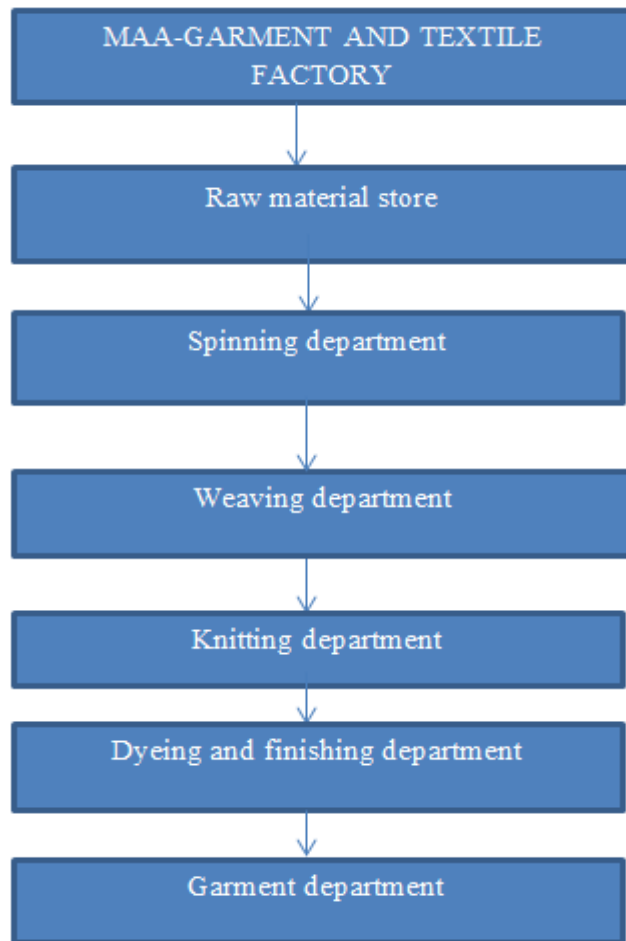 MAA-GARMENT AND TEXTILE
FACTORY
Raw material store
Spinning department
Weaving department
Knitting department
Dyeing and finishing department
Garment department